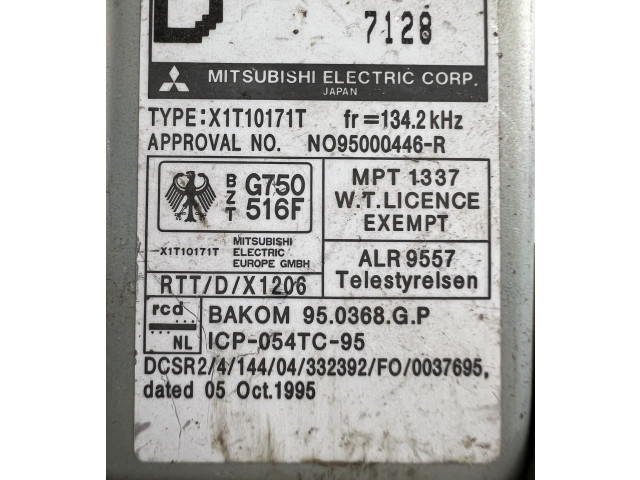 D
7128
MITSUBISHI ELECTRIC CORP.
JAPAN
TYPE:X1T10171T fr=134.2kHz
APPROVAL NO. NO95000446-R
BZT G750 516F
X1T10171T MITSUBISHI ELECTRIC EUROPE GMBH
RTT/D/X1206
MPT 1337
W.T.LICENCE
EXEMPT
ALR 9557
Telestyrelsen
rcd
NL
BAKOM 95.0368.G.P
ICP-054TC-95
DCSR2/4/144/04/332392/FO/0037695,
dated 05 Oct.1995